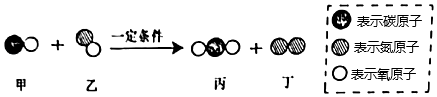 + 一定条件 +
甲 乙 丙 丁
表示碳原子
表示氮原子
表示氧原子